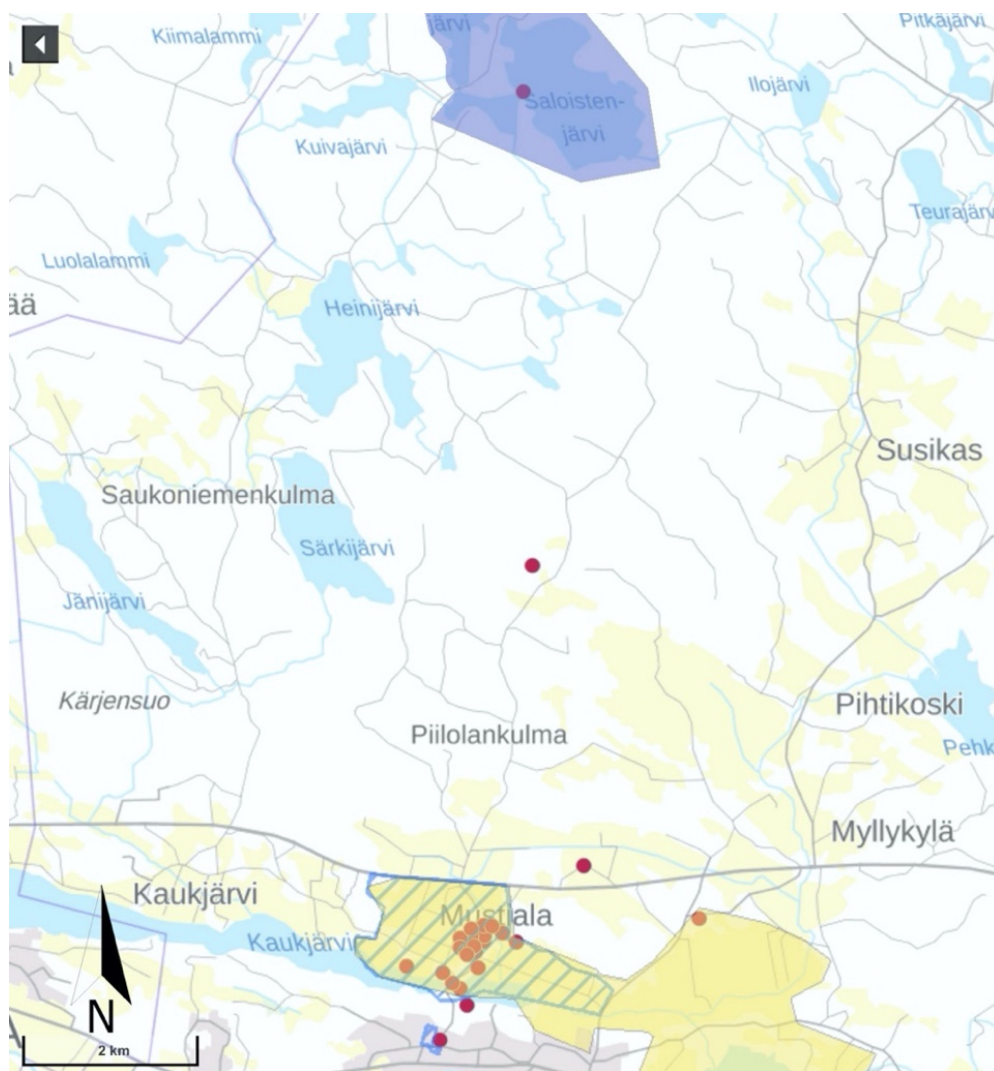 järvi
Pitkäjärvi
Kiimalammi
Ilojärvi
Saloisten-
järvi
Kuivajärvi
Teurajärv
Luolalammi
ää
Heinijärvi
Susikas
Saukoniemenkulma
Särkijärvi
Jänijärvi
Kärjensuo
Pihtikoski
Piilolankulma
Pehk
Myllykylä
Kaukjärvi
Mustiala
Kaukjärvi
N
2 km